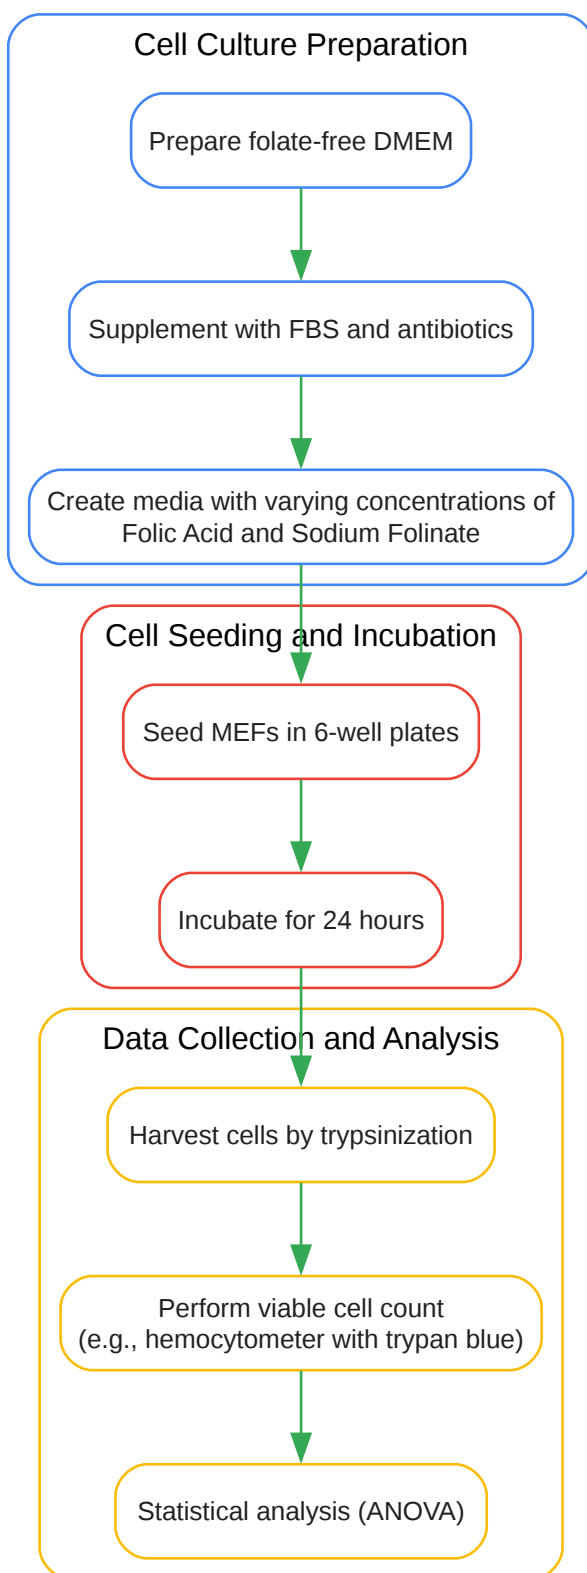 Cell Culture Preparation
Prepare folate-free DMEM
Supplement with FBS and antibiotics
Create media with varying concentrations of
Folic Acid and Sodium Folinate
Cell Seeding and Incubation
Seed MEFs in 6-well plates
Incubate for 24 hours
Data Collection and Analysis
Harvest cells by trypsinization
Perform viable cell count
(e.g., hemocytometer with trypan blue)
Statistical analysis (ANOVA)